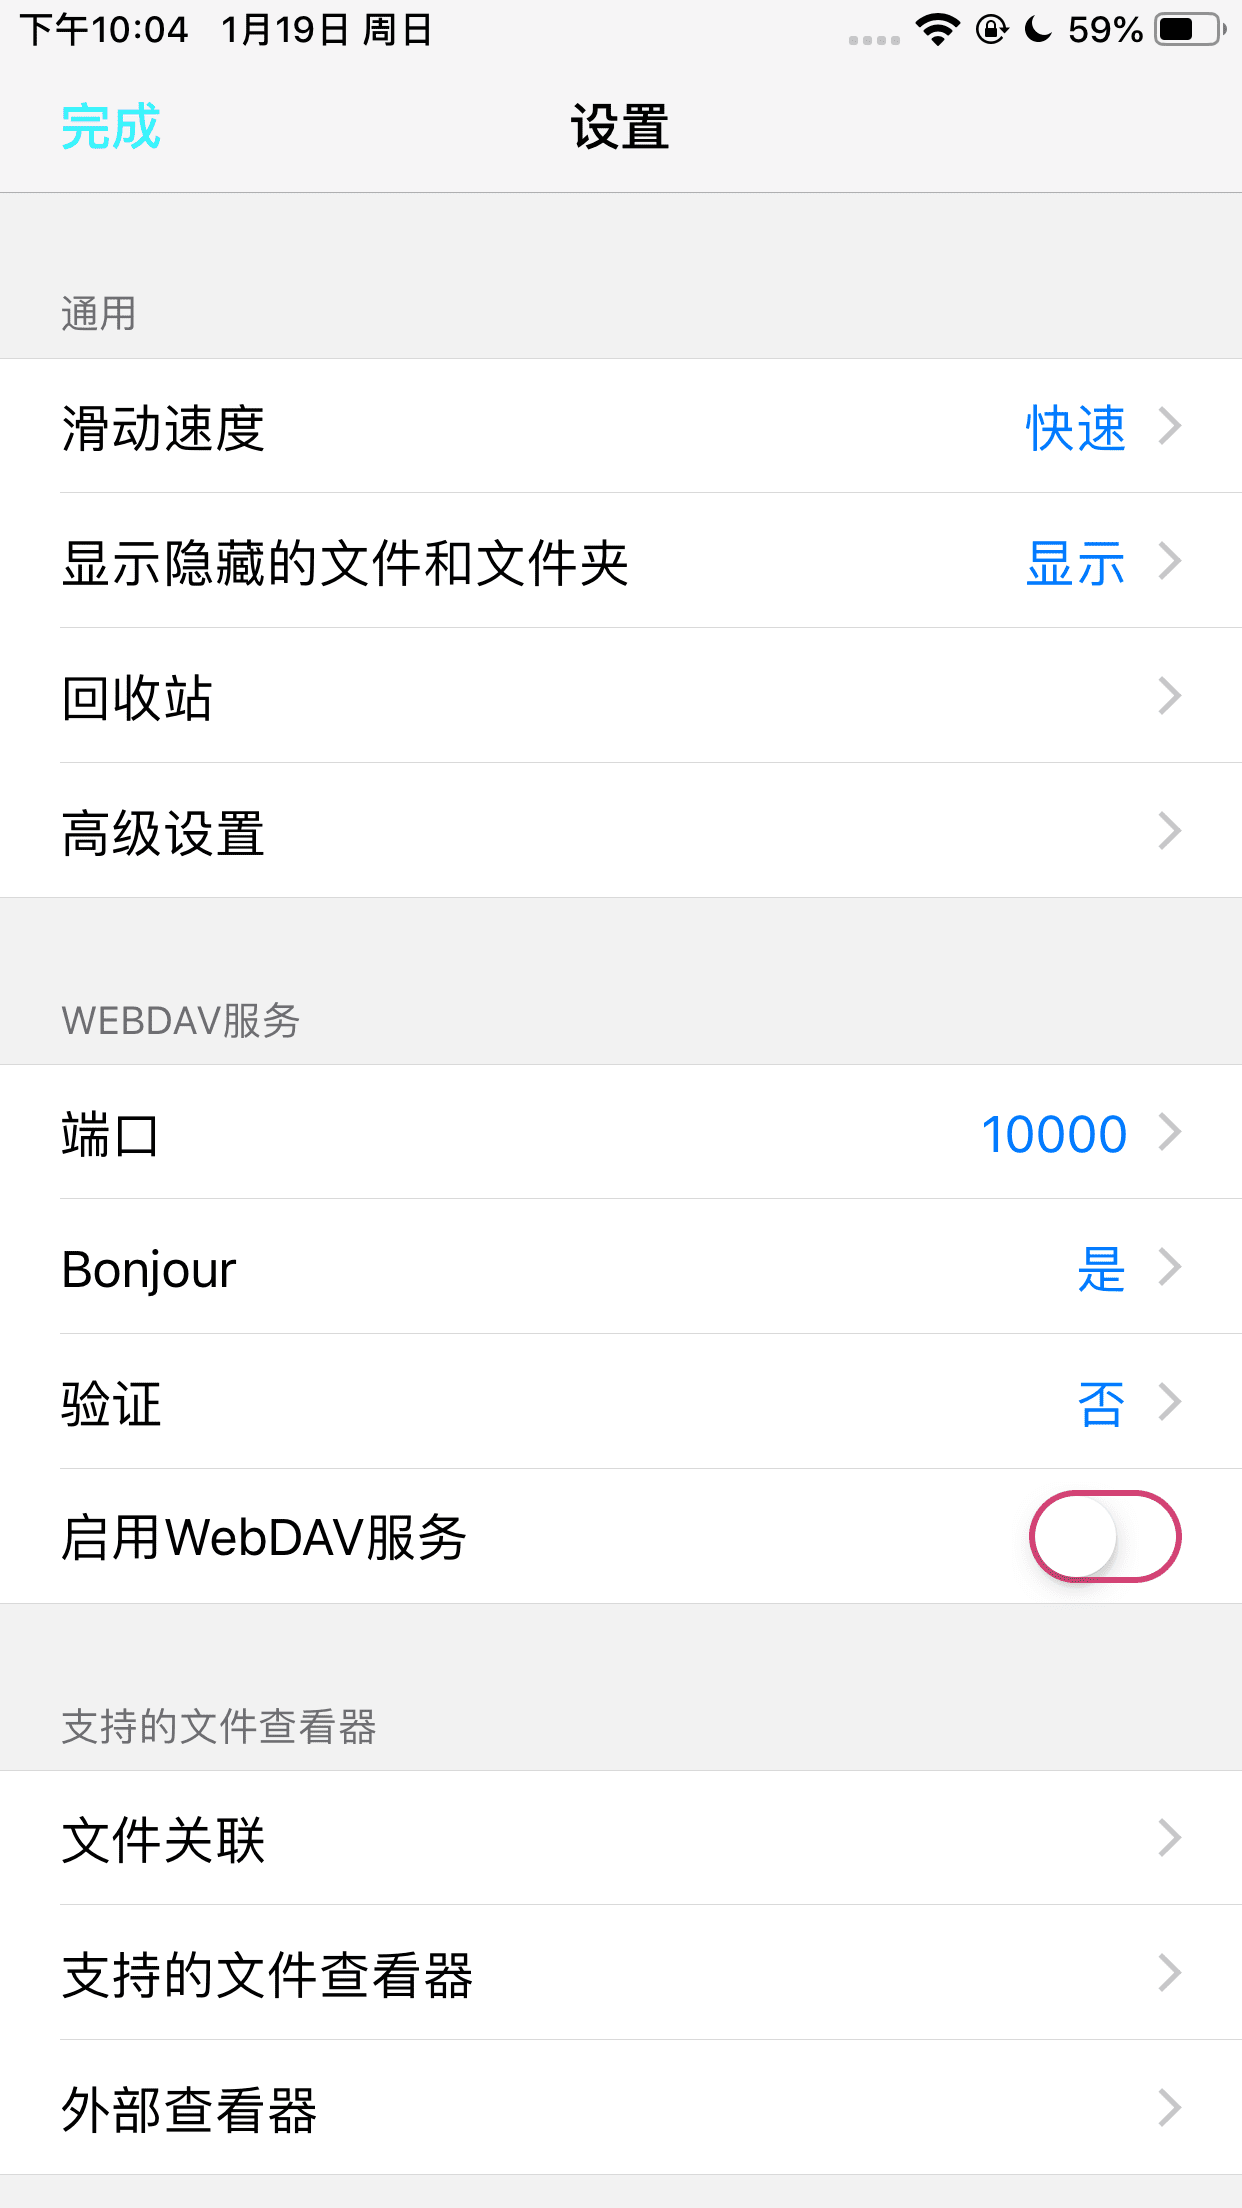 下午10:04 1月19日 周日 59%
完成 设置
通用
滑动速度 快速
显示隐藏的文件和文件夹 显示
回收站
高级设置
WEBDAV服务
端口 10000
Bonjour 是
验证 否
启用WebDAV服务
支持的文件查看器
文件关联
支持的文件查看器
外部查看器